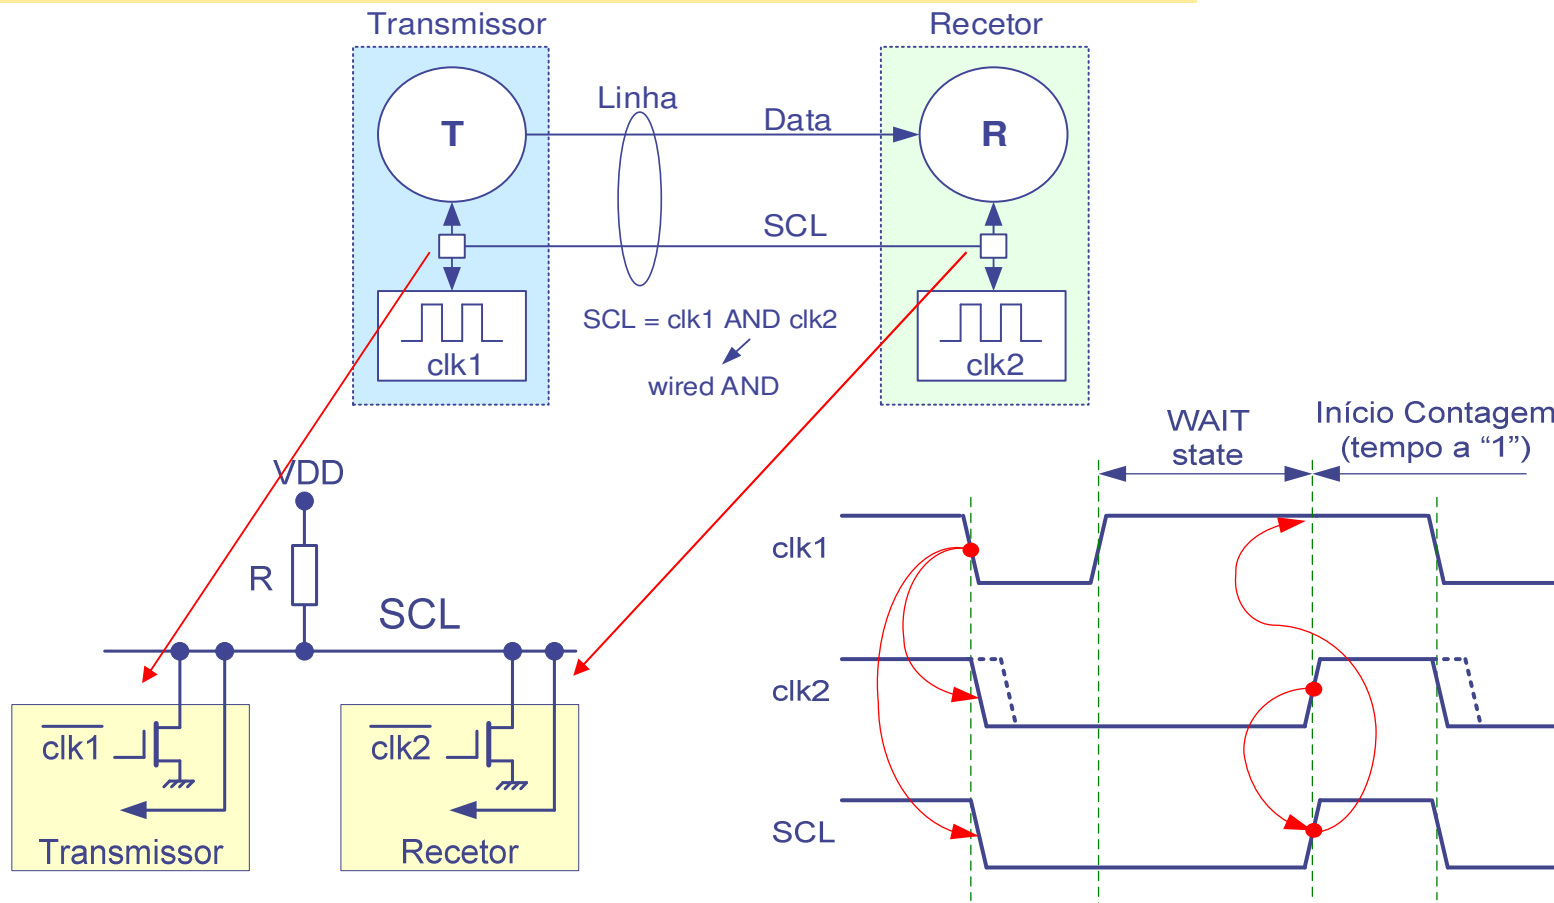 Transmissor
Recetor
Linha
Data
T
R
SCL
SCL = clk1 AND clk2
wired AND
clk1
clk2
WAIT
state
Início Contagem
(tempo a “1”)
VDD
R
SCL
clk1
clk2
Transmissor
Recetor
clk1
clk2
SCL